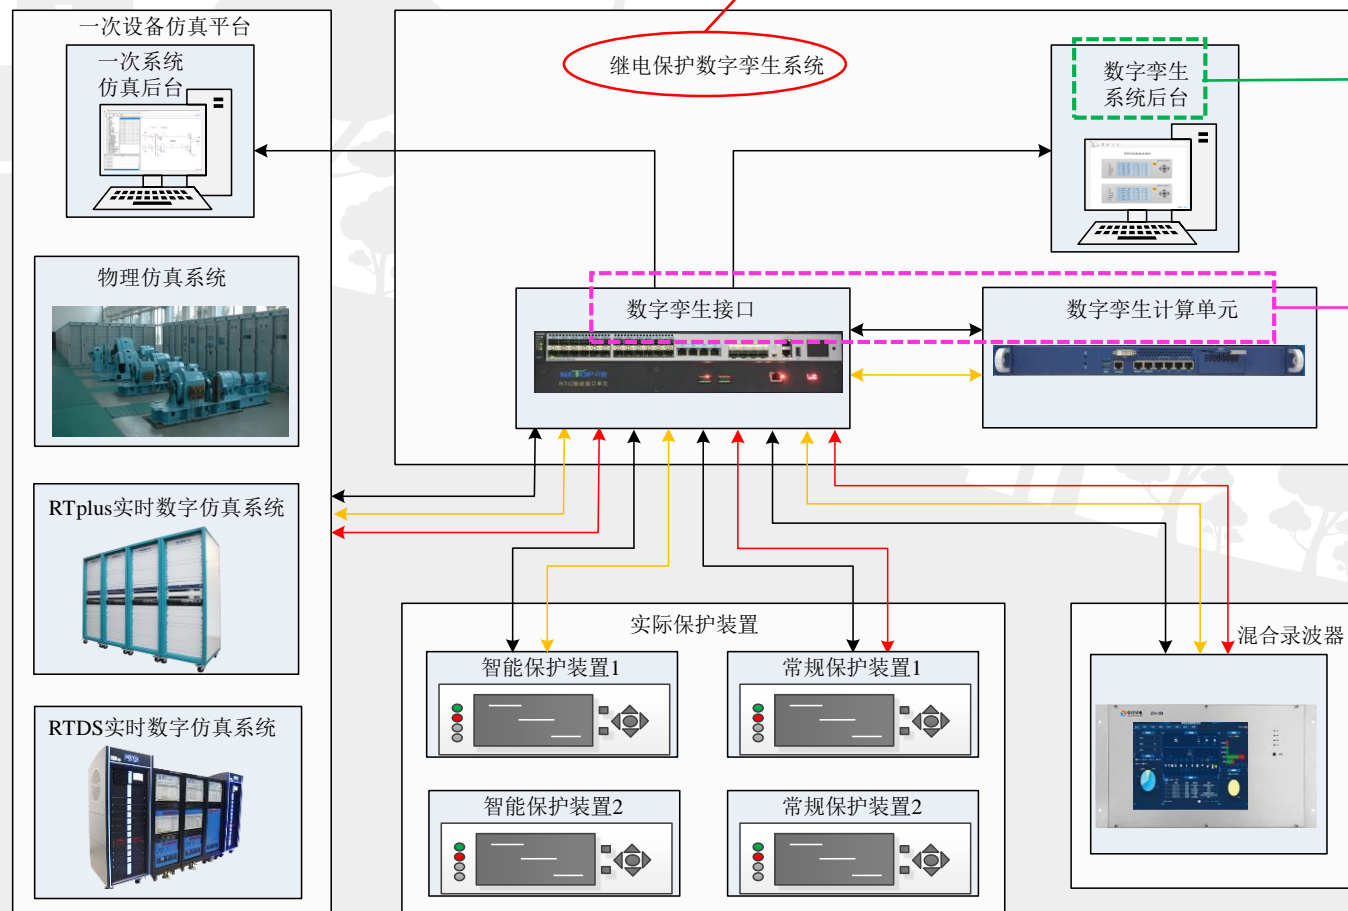 一次设备仿真平台
一次系统
仿真后台
物理仿真系统
RTplus实时数字仿真系统
RTDS实时数字仿真系统
继电保护数字孪生系统
数字孪生
系统后台
数字孪生接口
数字孪生计算单元
实际保护装置
智能保护装置1
常规保护装置1
智能保护装置2
常规保护装置2
混合录波器